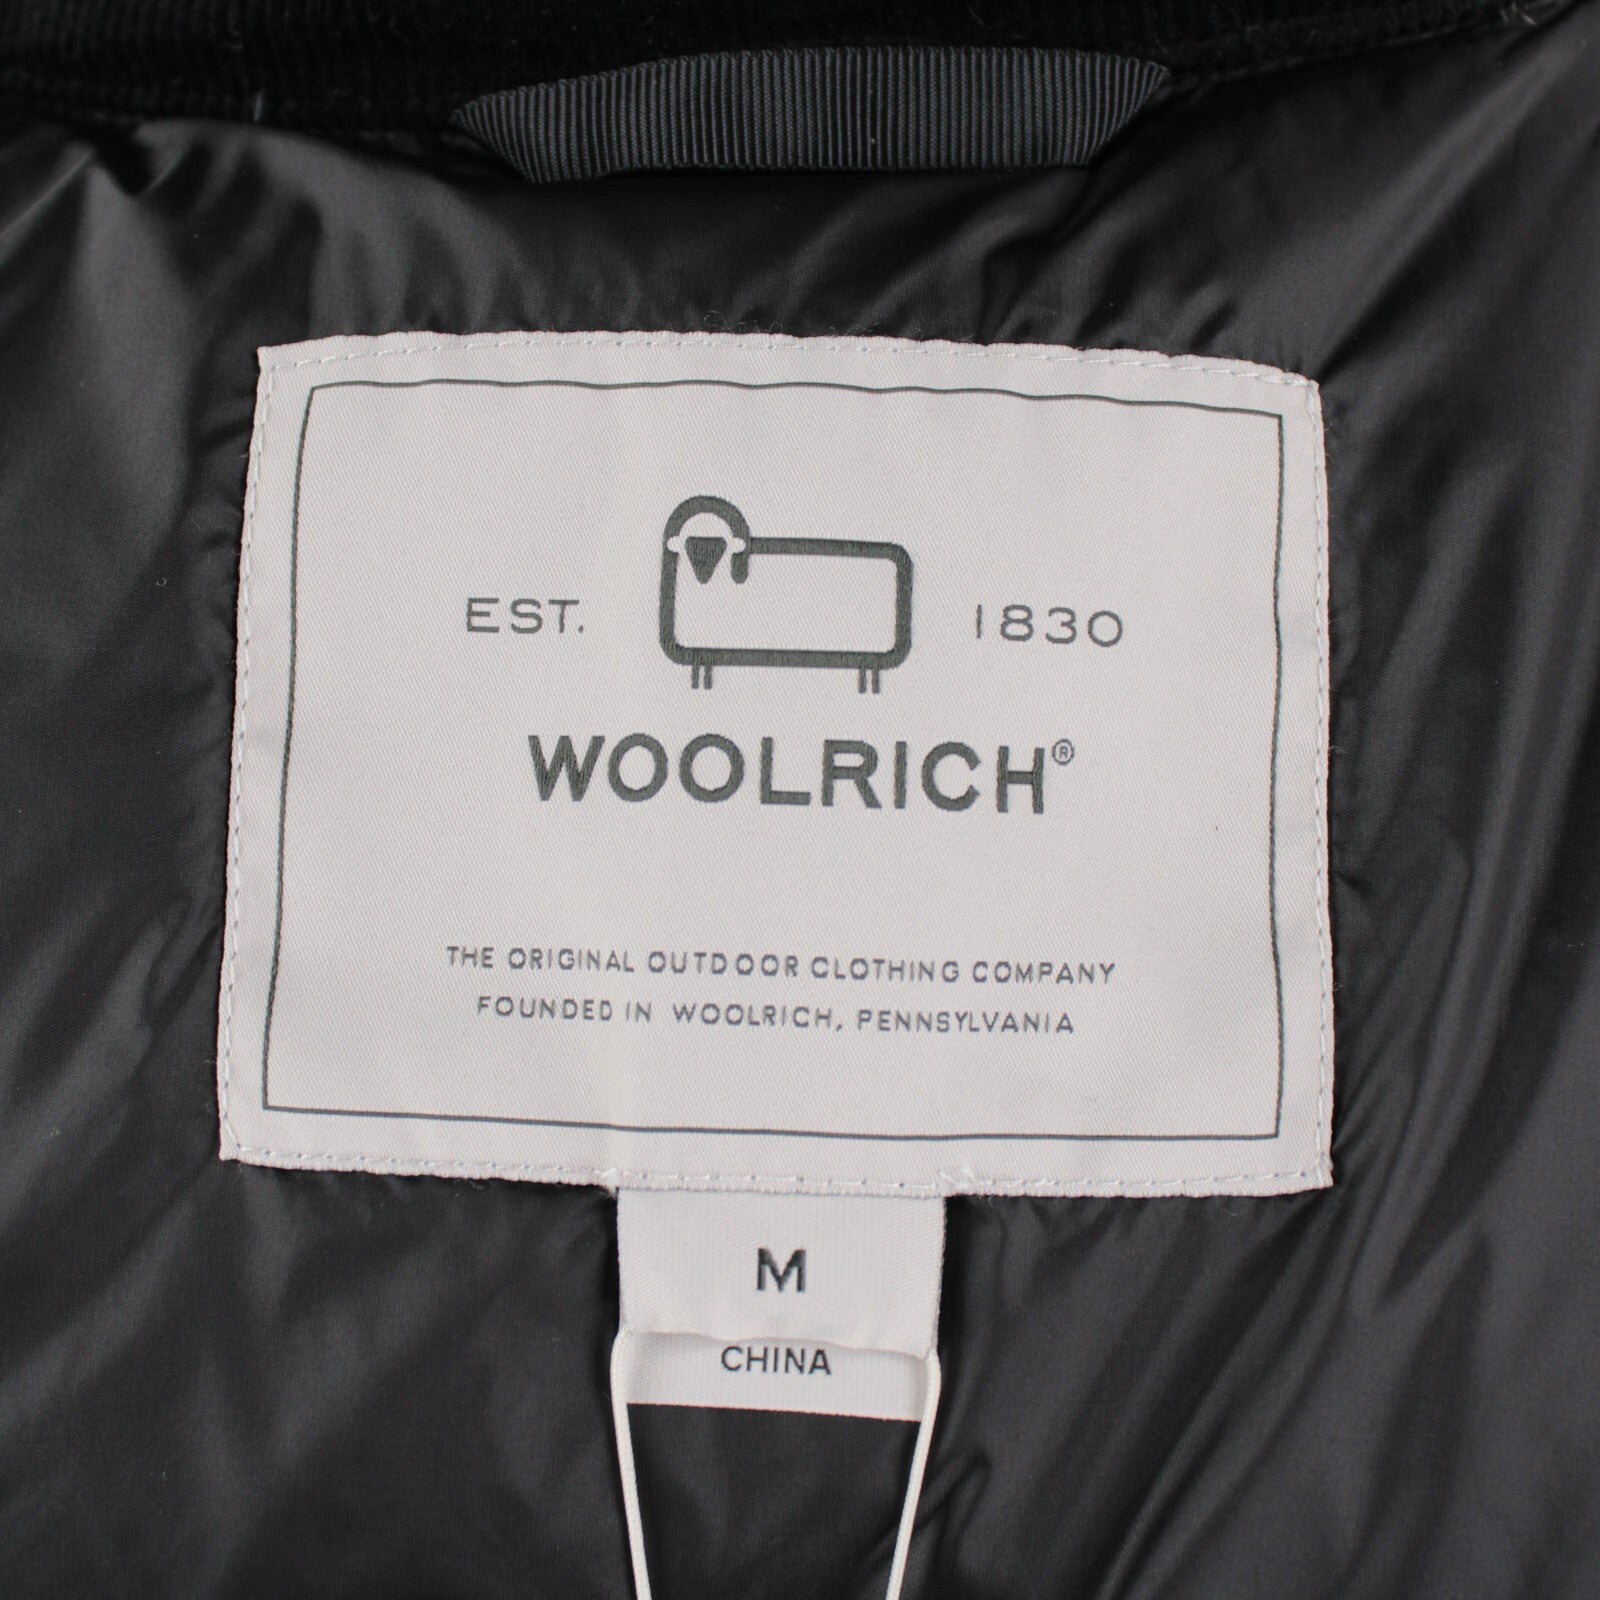 EST. 1830
WOOLRICH®
THE ORIGINAL OUTDOOR CLOTHING COMPANY
FOUNDED IN WOOLRICH, PENNSYLVANIA
M
CHINA